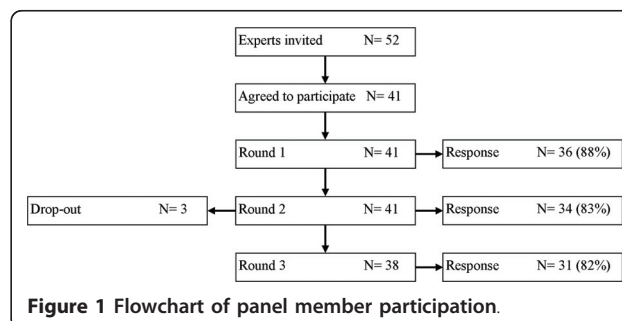 Experts invited N= 52
Agreed to participate N= 41
Round 1 N= 41
Response N= 36 (88%)
Drop-out N= 3
Round 2 N= 41
Response N= 34 (83%)
Round 3 N= 38
Response N= 31 (82%)
Figure 1 Flowchart of panel member participation.